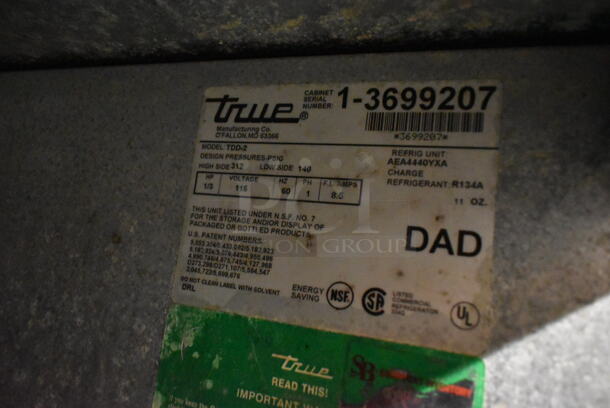 true®
Manufacturing Co.
O'FALLON, MO 63366
CABINET
SERIAL
NUMBER:
1-3699207
*3699207*
MODEL: TDD-2
DESIGN PRESSURES-PSIG
HIGH SIDE 312 LOW SIDE 140
REFRIG UNIT
AEA4440YXA
CHARGE
REFRIGERANT: R134A
11 OZ.
HP VOLTAGE HZ PH F.L. AMPS
1/3 115 60 1
THIS UNIT LISTED UNDER N.S.F. NO. 7
FOR THE STORAGE AND/OR DISPLAY OF
PACKAGED OR BOTTLED PRODUCTS
DAD
U.S. PATENT NUMBERS:
DO NOT CLEAN LABEL WITH SOLVENT
DRL
ENERGY
SAVING
NSF
SA
LISTED
COMMERCIAL
REFRIGERATOR
UL
GROUP
true
READ THIS!
IMPORTANT
SB